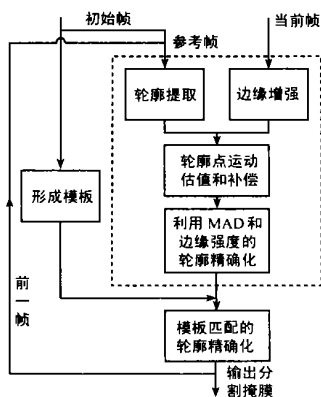 初始帧
参考帧
当前帧
轮廓提取
边缘增强
轮廓点运动
估值和补偿
形成模板
利用 MAD 和
边缘强度的
轮廓精确化
前
一
帧
模板匹配的
轮廓精确化
输出分
割掩膜